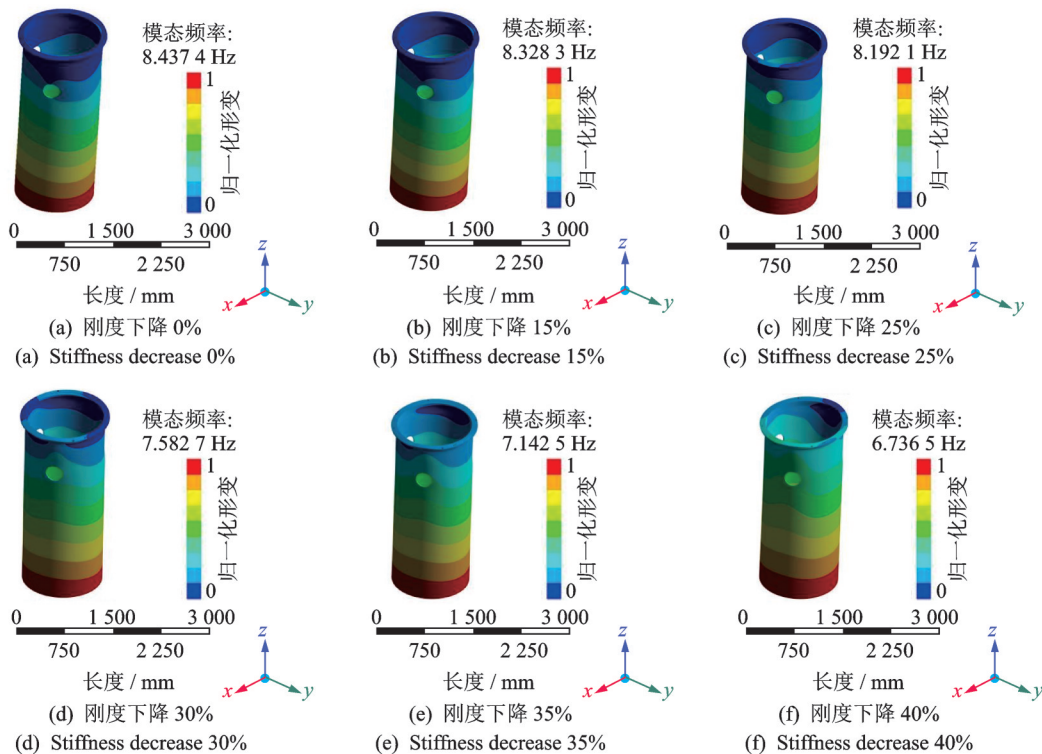 模态频率:
8.437 4 Hz
1
0
归一化形变
0 1 500 3 000
750 2 250
长度 / mm
z
x
y
(a) 刚度下降 0%
(a) Stiffness decrease 0%
模态频率:
8.328 3 Hz
1
0
归一化形变
0 1 500 3 000
750 2 250
长度 / mm
z
x
y
(b) 刚度下降 15%
(b) Stiffness decrease 15%
模态频率:
8.192 1 Hz
1
0
归一化形变
0 1 500 3 000
750 2 250
长度 / mm
z
x
y
(c) 刚度下降 25%
(c) Stiffness decrease 25%
模态频率:
7.582 7 Hz
1
0
归一化形变
0 1 500 3 000
750 2 250
长度 / mm
z
x
y
(d) 刚度下降 30%
(d) Stiffness decrease 30%
模态频率:
7.142 5 Hz
1
0
归一化形变
0 1 500 3 000
750 2 250
长度 / mm
z
x
y
(e) 刚度下降 35%
(e) Stiffness decrease 35%
模态频率:
6.736 5 Hz
1
0
归一化形变
0 1 500 3 000
750 2 250
长度 / mm
z
x
y
(f) 刚度下降 40%
(f) Stiffness decrease 40%